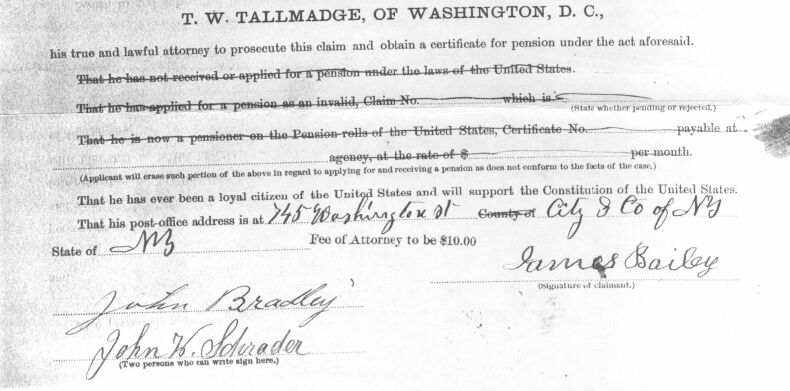 T. W. TALLMADGE, OF WASHINGTON, D. C.,
his true and lawful attorney to prosecute this claim and obtain a certificate for pension under the act aforesaid.
That he has not received or applied for a pension under the laws of the United States.
That he has applied for a pension as an invalid, Claim No. which is
(State whether pending or rejected.)
That he is now a pensioner on the Pension-rolls of the United States, Certificate No. payable at
agency, at the rate of $ per month.
(Applicant will erase such portion of the above in regard to applying for and receiving a pension as does not conform to the facts of the case.)
That he has ever been a loyal citizen of the United States and will support the Constitution of the United States.
That his post-office address is at 745 Washington St County of City & Co of NY
State of NY Fee of Attorney to be $10.00
James Bailey
(Signature of claimant.)
John Bradley
John K. Schrader
(Two persons who can write sign here.)